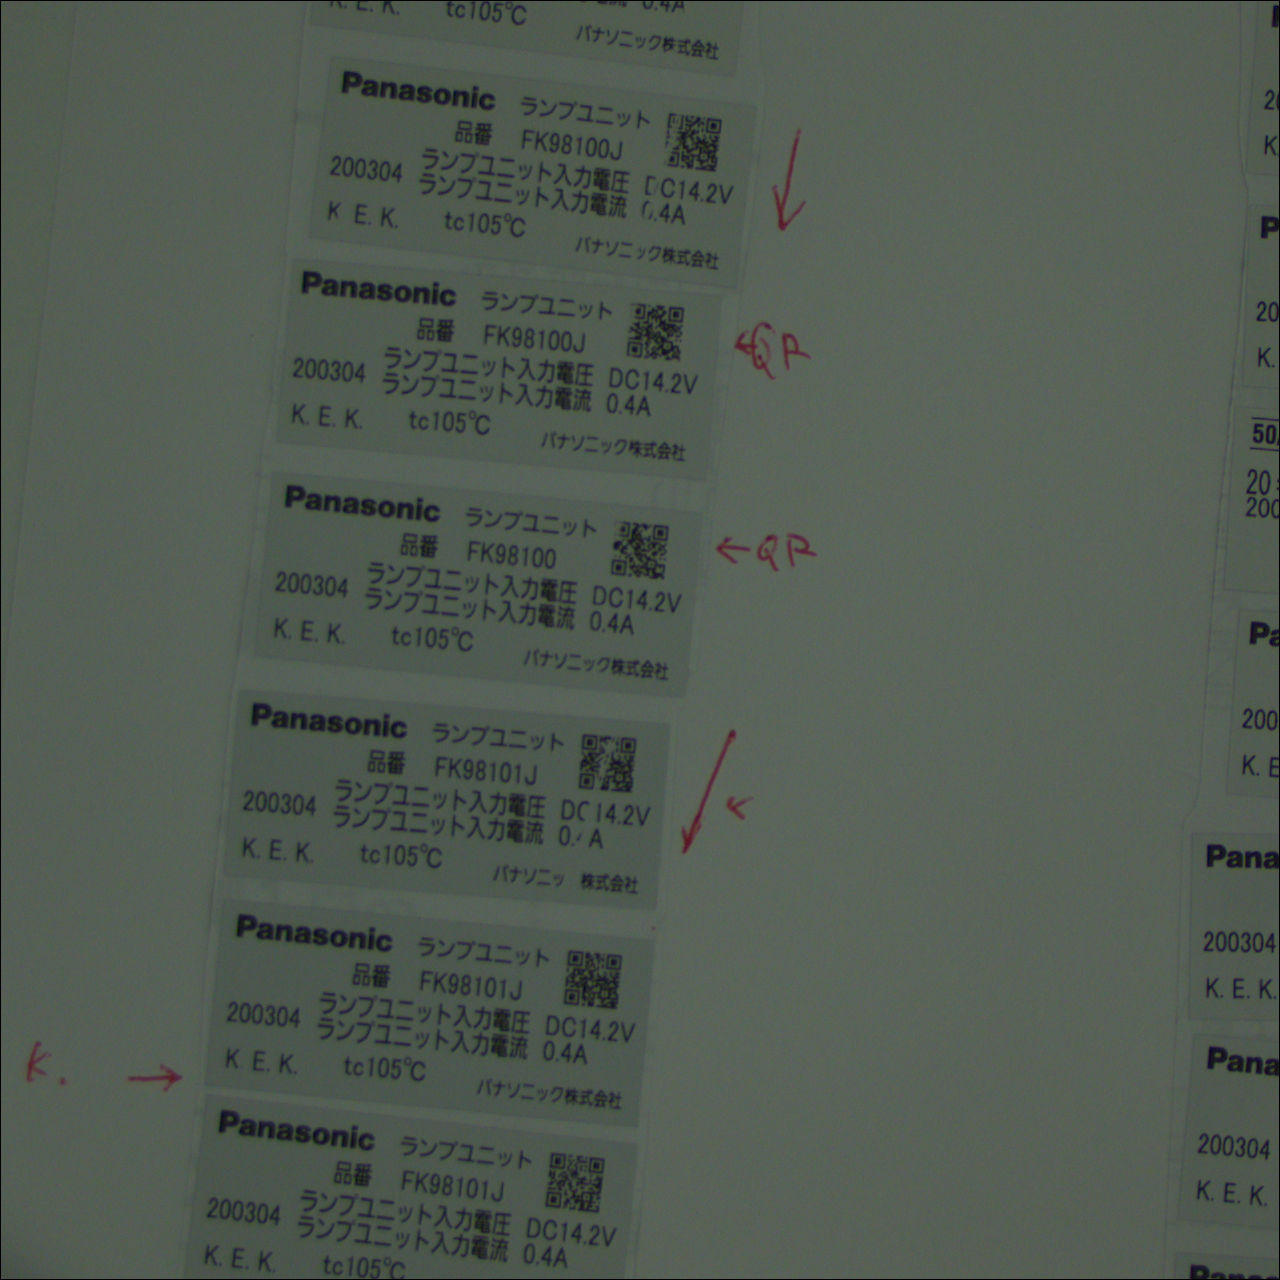 K. E. K. tc105℃ 0.4A
パナソニック株式会社
Panasonic ランプユニット
品番 FK98100J
ランプユニット入力電圧 DC14.2V
200304 ランプユニット入力電流 0.4A
K E. K. tc105℃
パナソニック株式会社
Panasonic ランプユニット
品番 FK98100J
← QR
ランプユニット入力電圧 DC14.2V
200304 ランプユニット入力電流 0.4A
K. E. K. tc105℃
パナソニック株式会社
Panasonic ランプユニット
品番 FK98100
← QR
ランプユニット入力電圧 DC14.2V
200304 ランプユニット入力電流 0.4A
K. E. K. tc105℃
パナソニック株式会社
Panasonic ランプユニット
品番 FK98101J
ランプユニット入力電圧 DC14.2V
200304 ランプユニット入力電流 0. A
K. E. K. tc105℃
パナソニッ 株式会社
Panasonic ランプユニット
品番 FK98101J
ランプユニット入力電圧 DC14.2V
200304 ランプユニット入力電流 0.4A
K E. K. tc105℃
パナソニック株式会社
K. →
Panasonic ランプユニット
品番 FK98101J
ランプユニット入力電圧 DC14.2V
200304 ランプユニット入力電流 0.4A
K. E. K. tc105℃
20
K.
P
20
K.
50
20
200
Pa
200
K. E
Pana
200304
K. E. K.
Pana
200304
K. E. K.
Pana